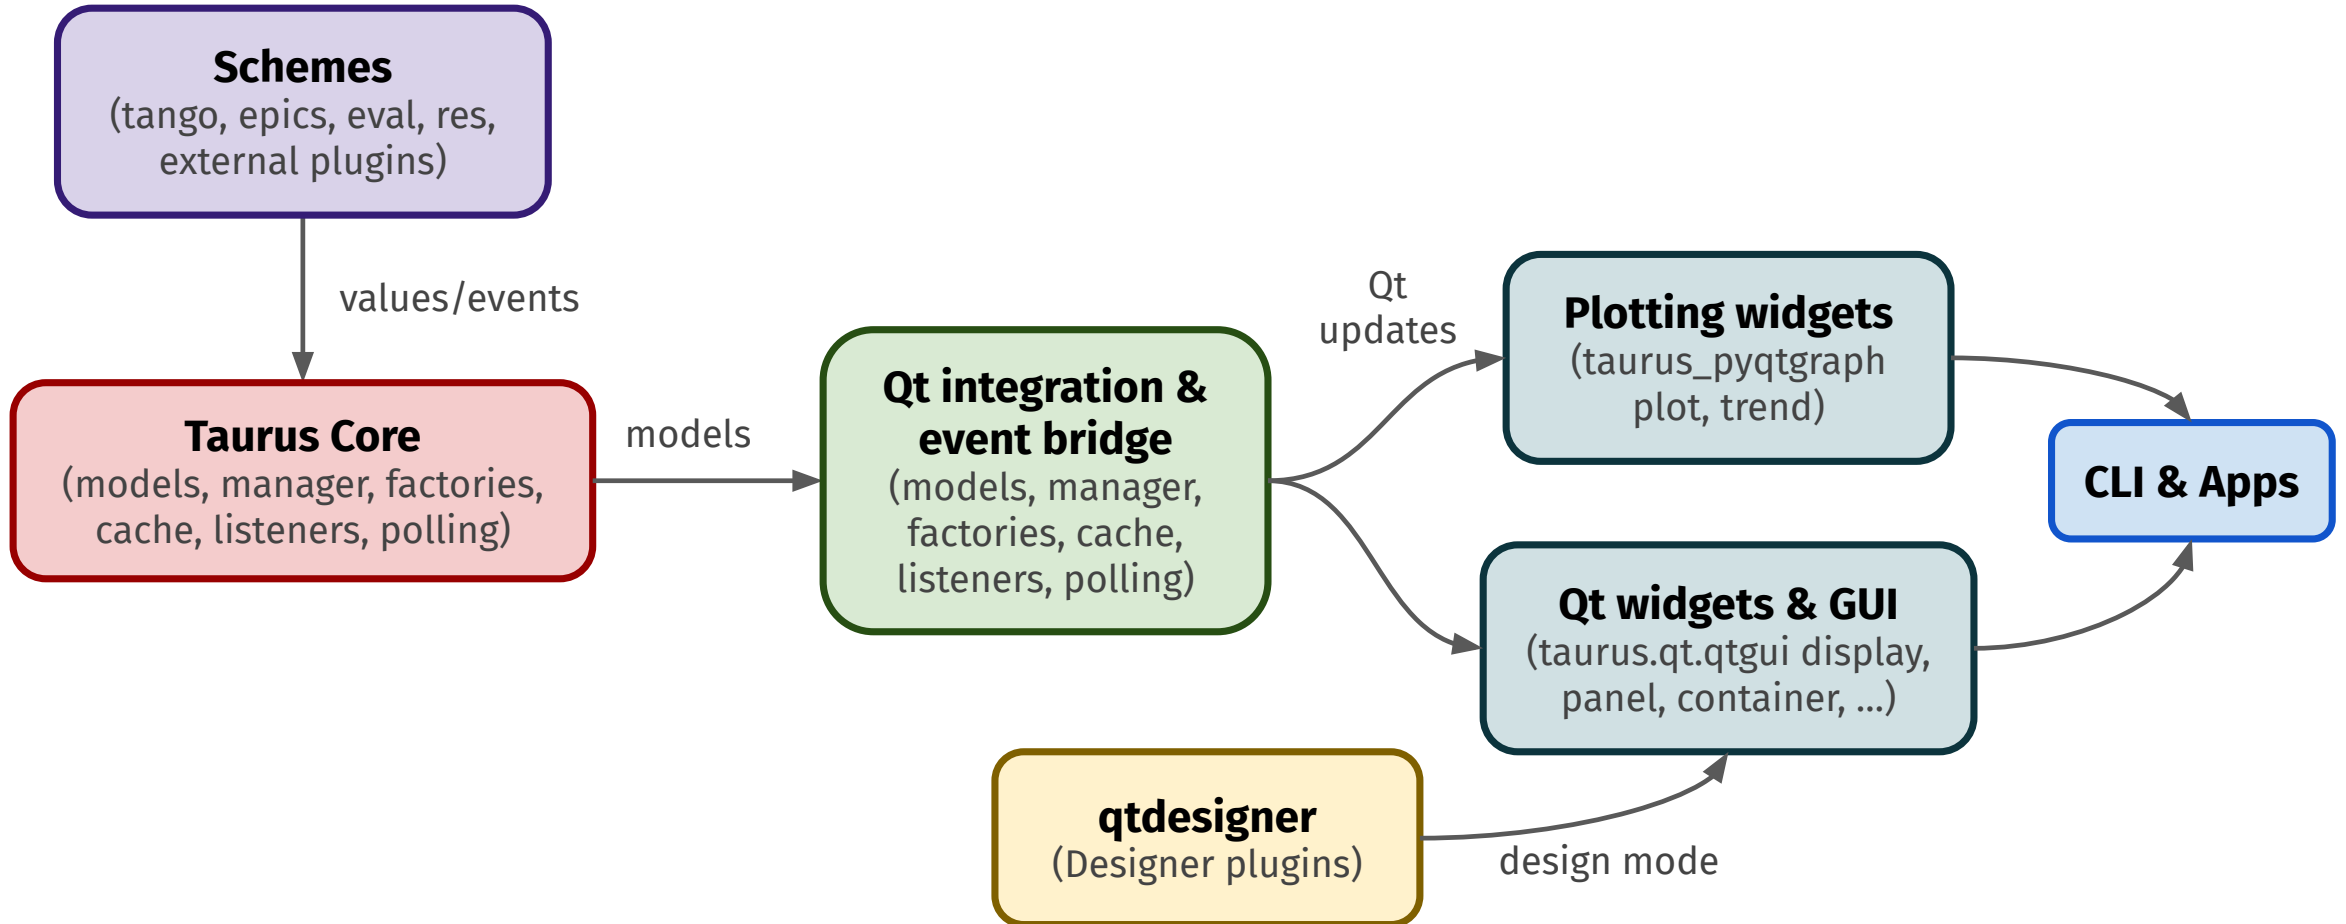 Schemes
(tango, epics, eval, res,
external plugins)
values/events
Taurus Core
(models, manager, factories,
cache, listeners, polling)
models
Qt integration &
event bridge
(models, manager,
factories, cache,
listeners, polling)
Qt
updates
Plotting widgets
(taurus_pyqtgraph
plot, trend)
Qt widgets & GUI
(taurus.qt.qtgui display,
panel, container, ...)
CLI & Apps
qtdesigner
(Designer plugins)
design mode